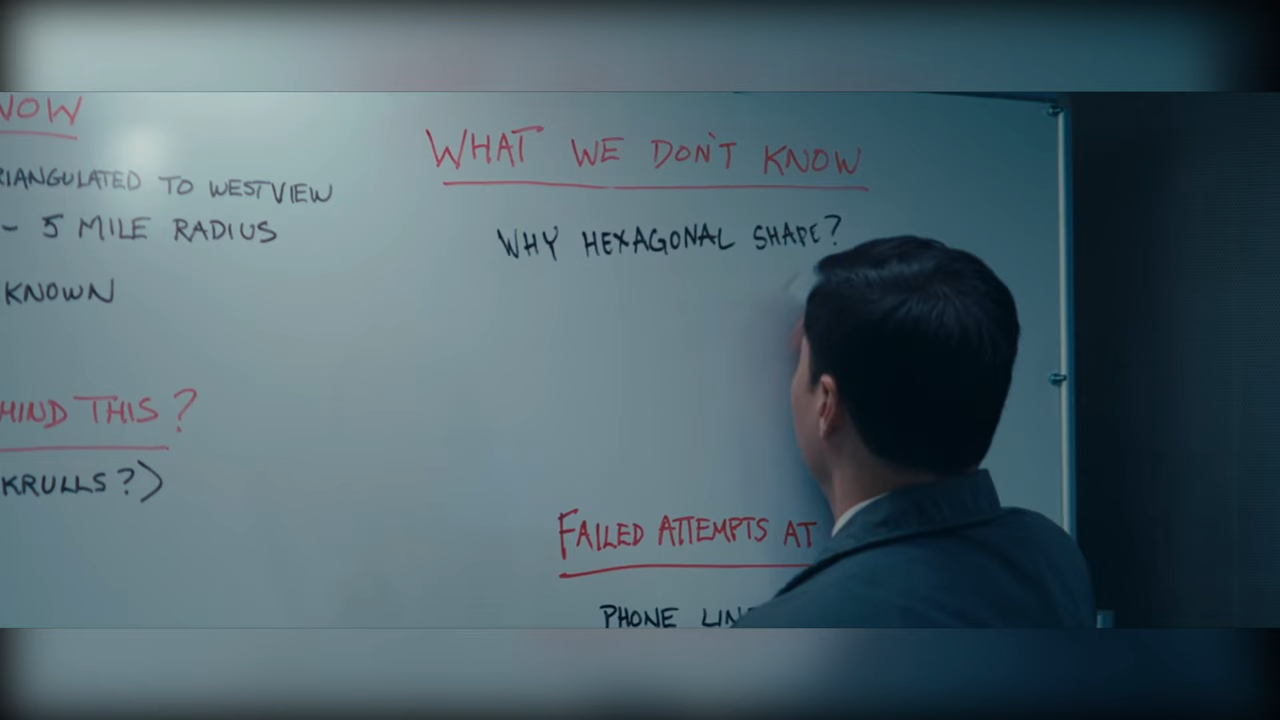 NOW
RIANGULATED TO WESTVIEW
- 5 MILE RADIUS
KNOWN
HIND THIS?
KRULLS?)
WHAT WE DON'T KNOW
WHY HEXAGONAL SHAPE?
FAILED ATTEMPTS AT
PHONE LIN